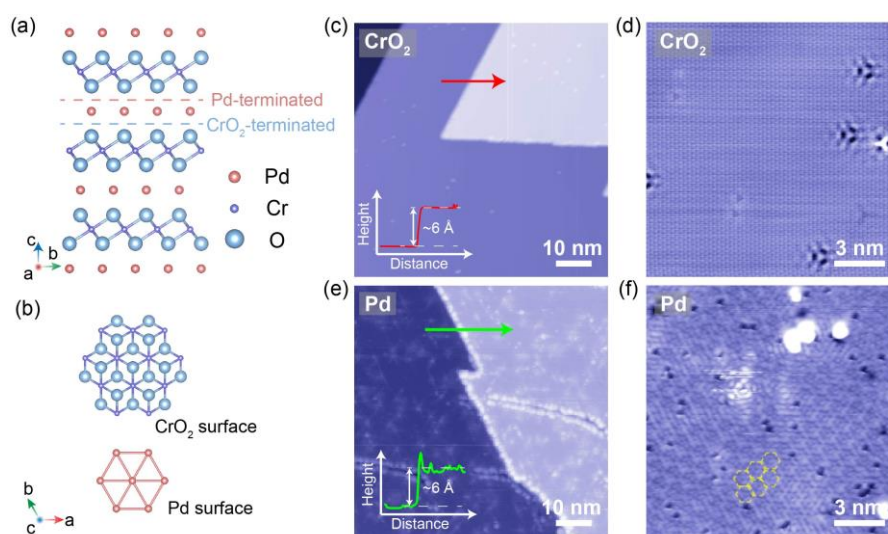 (a)
Pd-terminated
CrO₂-terminated
Pd
Cr
O
c
b
a
(b)
CrO₂ surface
Pd surface
b
c
a
(c)
CrO₂
Height
~6 Å
Distance
10 nm
(d)
CrO₂
3 nm
(e)
Pd
Height
~6 Å
Distance
10 nm
(f)
Pd
3 nm